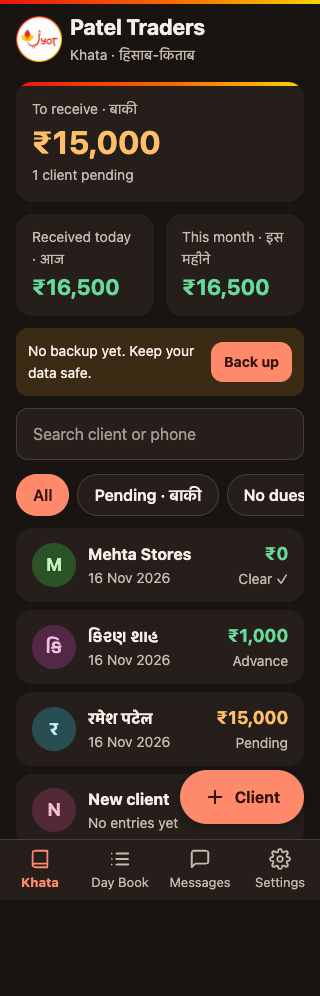 Jyot
Patel Traders
Khata · हिसाब-किताब
To receive · बाकी
₹15,000
1 client pending
Received today
· आज
₹16,500
This month · इस
महीने
₹16,500
No backup yet. Keep your
data safe.
Back up
Search client or phone
All
Pending · बाकी
No dues
M
Mehta Stores
16 Nov 2026
₹0
Clear ✓
કિ
કિરણ શાહ
16 Nov 2026
₹1,000
Advance
र
रमेश पटेल
16 Nov 2026
₹15,000
Pending
N
New client
No entries yet
+ Client
Khata
Day Book
Messages
Settings